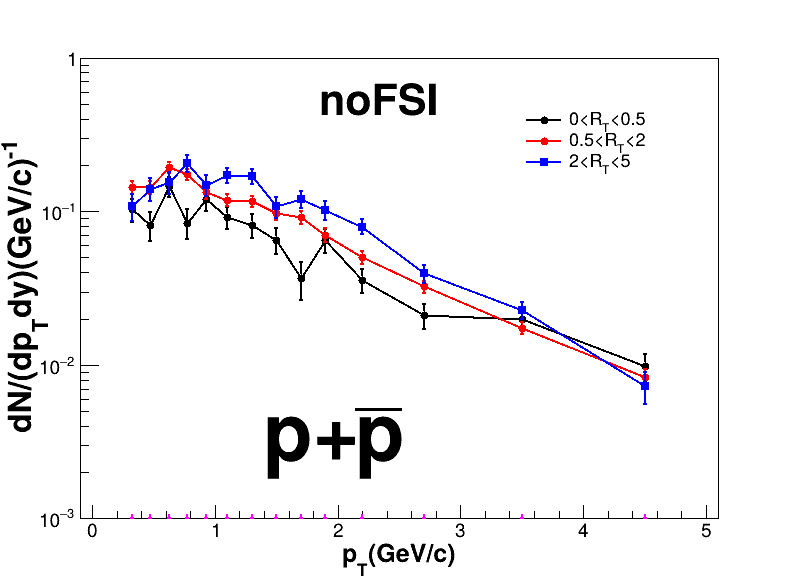 noFSI
0<R_T<0.5
0.5<R_T<2
2<R_T<5
1
10^-1
10^-2
10^-3
dN/(dp_Tdy)(GeV/c)^-1
p+p̅
0 1 2 3 4 5
p_T(GeV/c)